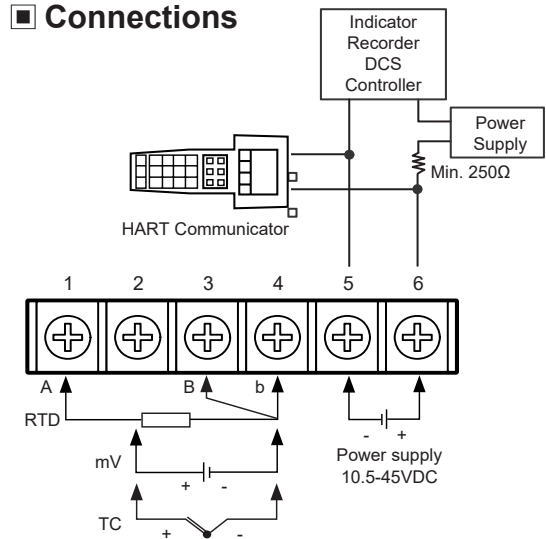 Connections
Indicator
Recorder
DCS
Controller
Power
Supply
Min. 250Ω
HART Communicator
1 2 3 4 5 6
A B b
RTD
- +
mV
Power supply
10.5-45VDC
+ -
TC
+ -